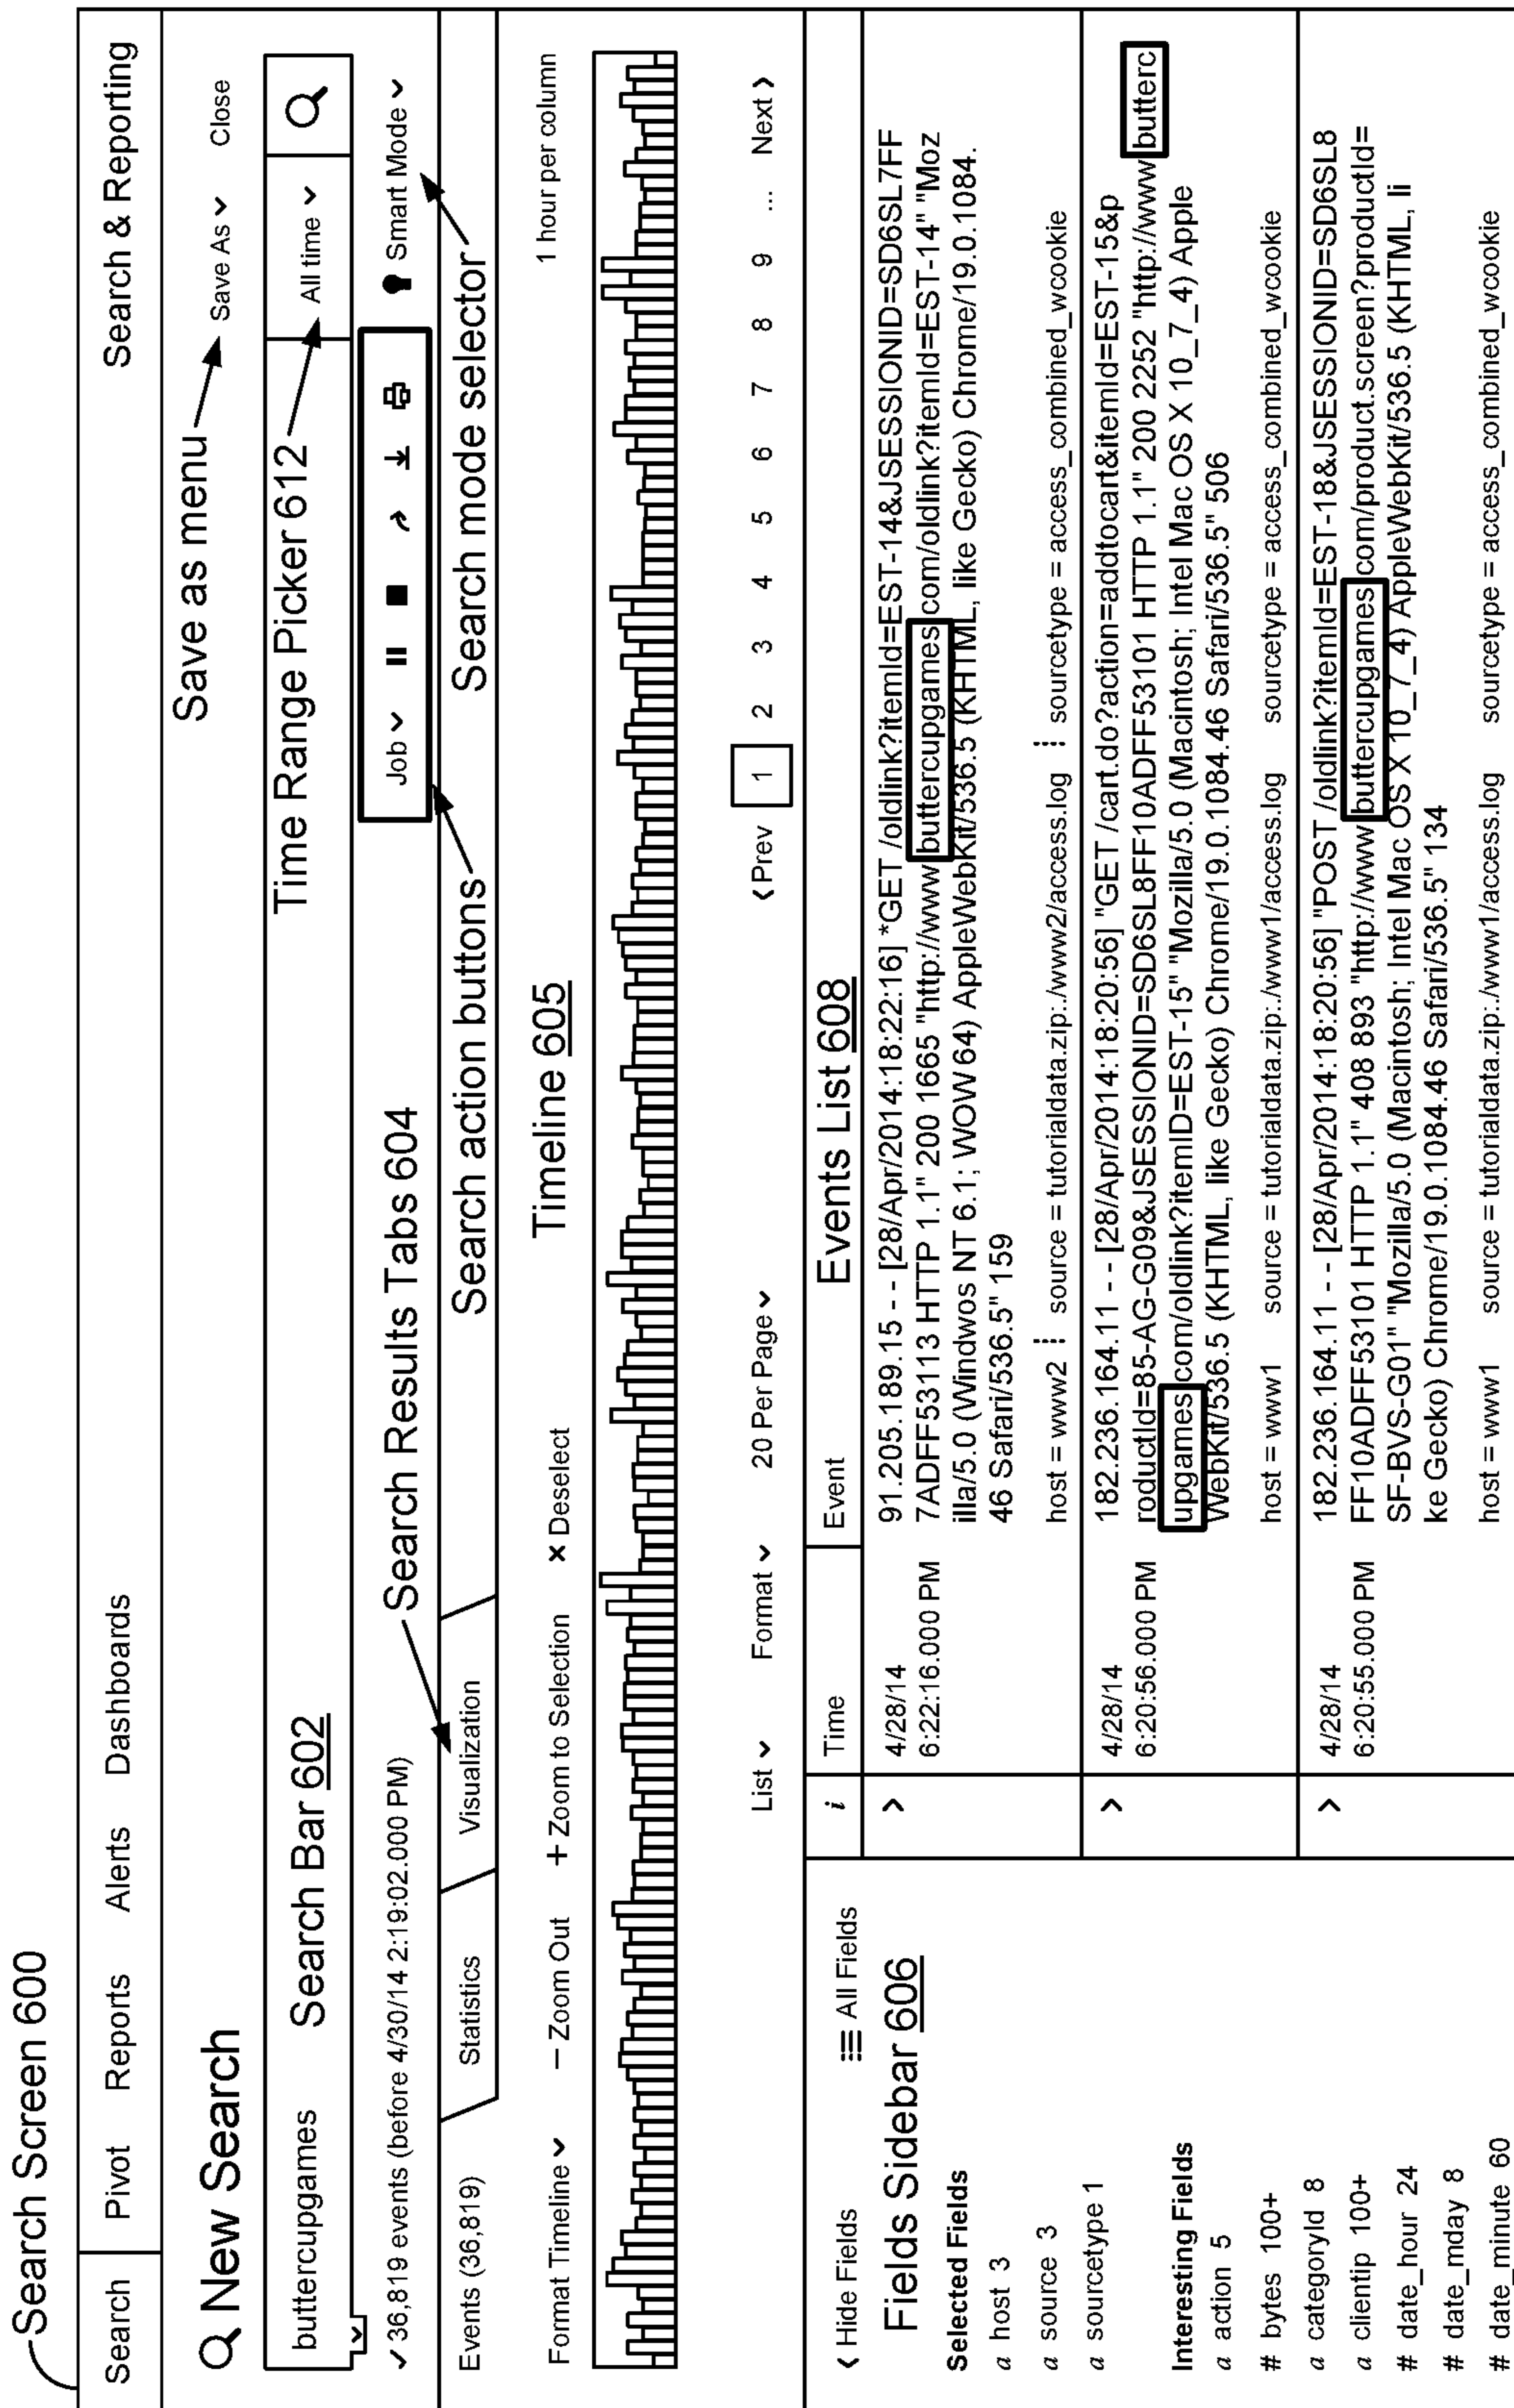 Search Screen 600
Search Pivot Reports Alerts Dashboards Search & Reporting
New Search
Save as menu
Save As Close
buttercupgames Search Bar 602
Time Range Picker 612
All time
✓ 36,819 events (before 4/30/14 2:19:02.000 PM)
Search Results Tabs 604
Job
Smart Mode
Events (36,819) Statistics Visualization
Search action buttons
Search mode selector
Format Timeline – Zoom Out + Zoom to Selection × Deselect
Timeline 605
1 hour per column
List Format 20 Per Page
< Prev 1 2 3 4 5 6 7 8 9 ... Next >
< Hide Fields All Fields
Fields Sidebar 606
Selected Fields
a host 3
a source 3
a sourcetype 1
Interesting Fields
a action 5
# bytes 100+
a categoryId 8
a clientip 100+
# date_hour 24
# date_mday 8
# date_minute 60
Events List 608
i Time Event
> 4/28/14
6:22:16.000 PM
91.205.189.15 - - [28/Apr/2014:18:22:16] *GET /oldlink?itemId=EST-14&JSESSIONID=SD6SL7FF
7ADFF53113 HTTP 1.1" 200 1665 "http://www buttercupgames com/oldlink?itemId=EST-14" "Moz
illa/5.0 (Windwos NT 6.1; WOW 64) AppleWebKit/536.5 (KHTML, like Gecko) Chrome/19.0.1084.
46 Safari/536.5" 159
host = www2 source = tutorialdata.zip:./www2/access.log sourcetype = access_combined_wcookie
> 4/28/14
6:20:56.000 PM
182.236.164.11 - - [28/Apr/2014:18:20:56] "GET /cart.do?action=addtocart&itemId=EST-15&p
roductId=85-AG-G09&JSESSIONID=SD6SL8FF10ADFF53101 HTTP 1.1" 200 2252 "http://www butterc
upgames com/oldlink?itemID=EST-15" "Mozilla/5.0 (Macintosh; Intel Mac OS X 10_7_4) Apple
WebKit/536.5 (KHTML, like Gecko) Chrome/19.0.1084.46 Safari/536.5" 506
host = www1 source = tutorialdata.zip:./www1/access.log sourcetype = access_combined_wcookie
> 4/28/14
6:20:55.000 PM
182.236.164.11 - - [28/Apr/2014:18:20:56] "POST /oldlink?itemId=EST-18&JSESSIONID=SD6SL8
FF10ADFF53101 HTTP 1.1" 408 893 "http://www buttercupgames com/product.screen?productId=
SF-BVS-G01" "Mozilla/5.0 (Macintosh; Intel Mac OS X 10_7_4) AppleWebKit/536.5 (KHTML, li
ke Gecko) Chrome/19.0.1084.46 Safari/536.5" 134
host = www1 source = tutorialdata.zip:./www1/access.log sourcetype = access_combined_wcookie